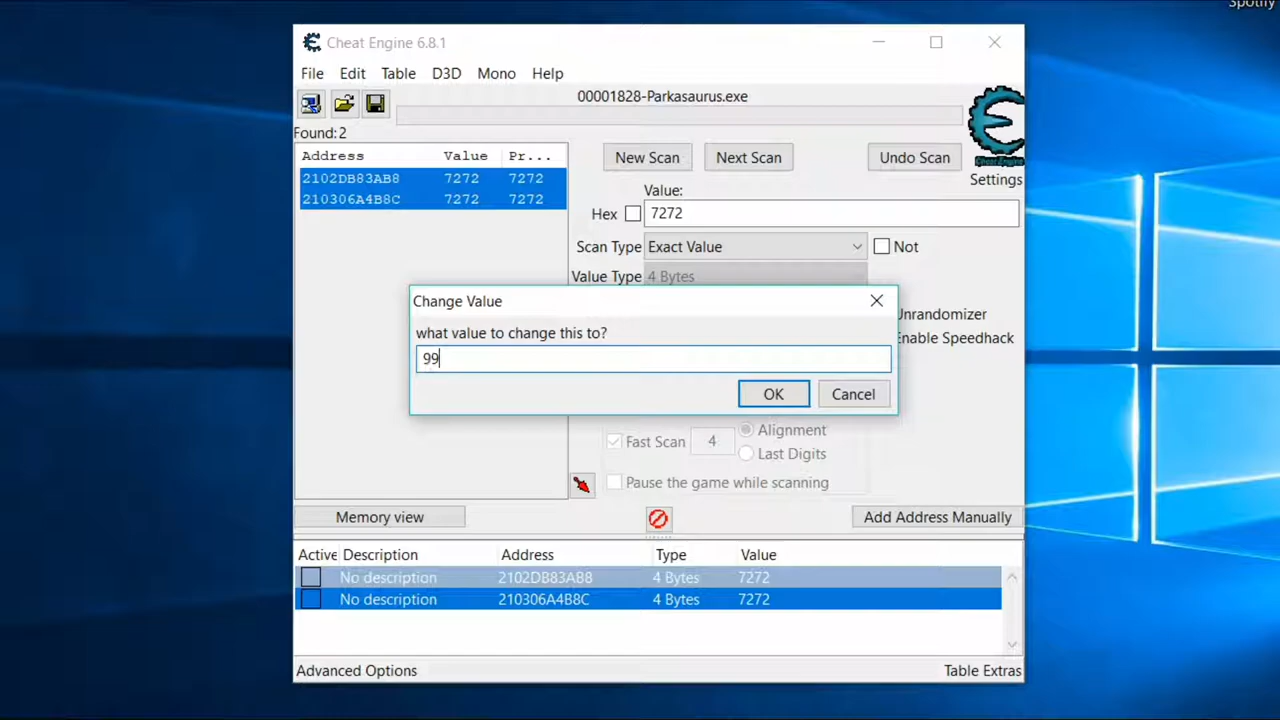 Spotify
Cheat Engine 6.8.1
File Edit Table D3D Mono Help
00001828-Parkasaurus.exe
Found:2
Address Value Pr...
2102DB83AB8 7272 7272
210306A4B8C 7272 7272
New Scan Next Scan Undo Scan
Cheat Engine
Settings
Value:
Hex 7272
Scan Type Exact Value Not
Value Type 4 Bytes
Change Value
what value to change this to?
99
OK Cancel
Unrandomizer
Enable Speedhack
Fast Scan 4 Alignment
Last Digits
Pause the game while scanning
Memory view Add Address Manually
Active Description Address Type Value
No description 2102DB83AB8 4 Bytes 7272
No description 210306A4B8C 4 Bytes 7272
Advanced Options Table Extras